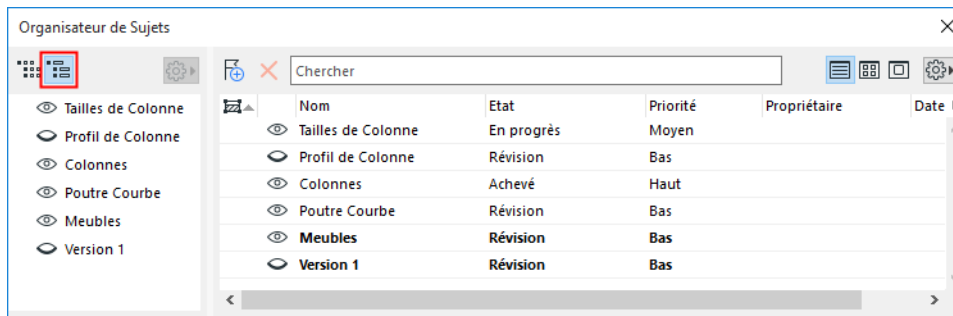 Organisateur de Sujets
Chercher
Tailles de Colonne
Profil de Colonne
Colonnes
Poutre Courbe
Meubles
Version 1
Nom Etat Priorité Propriétaire Date
Tailles de Colonne En progrès Moyen
Profil de Colonne Révision Bas
Colonnes Achevé Haut
Poutre Courbe Révision Bas
Meubles Révision Bas
Version 1 Révision Bas